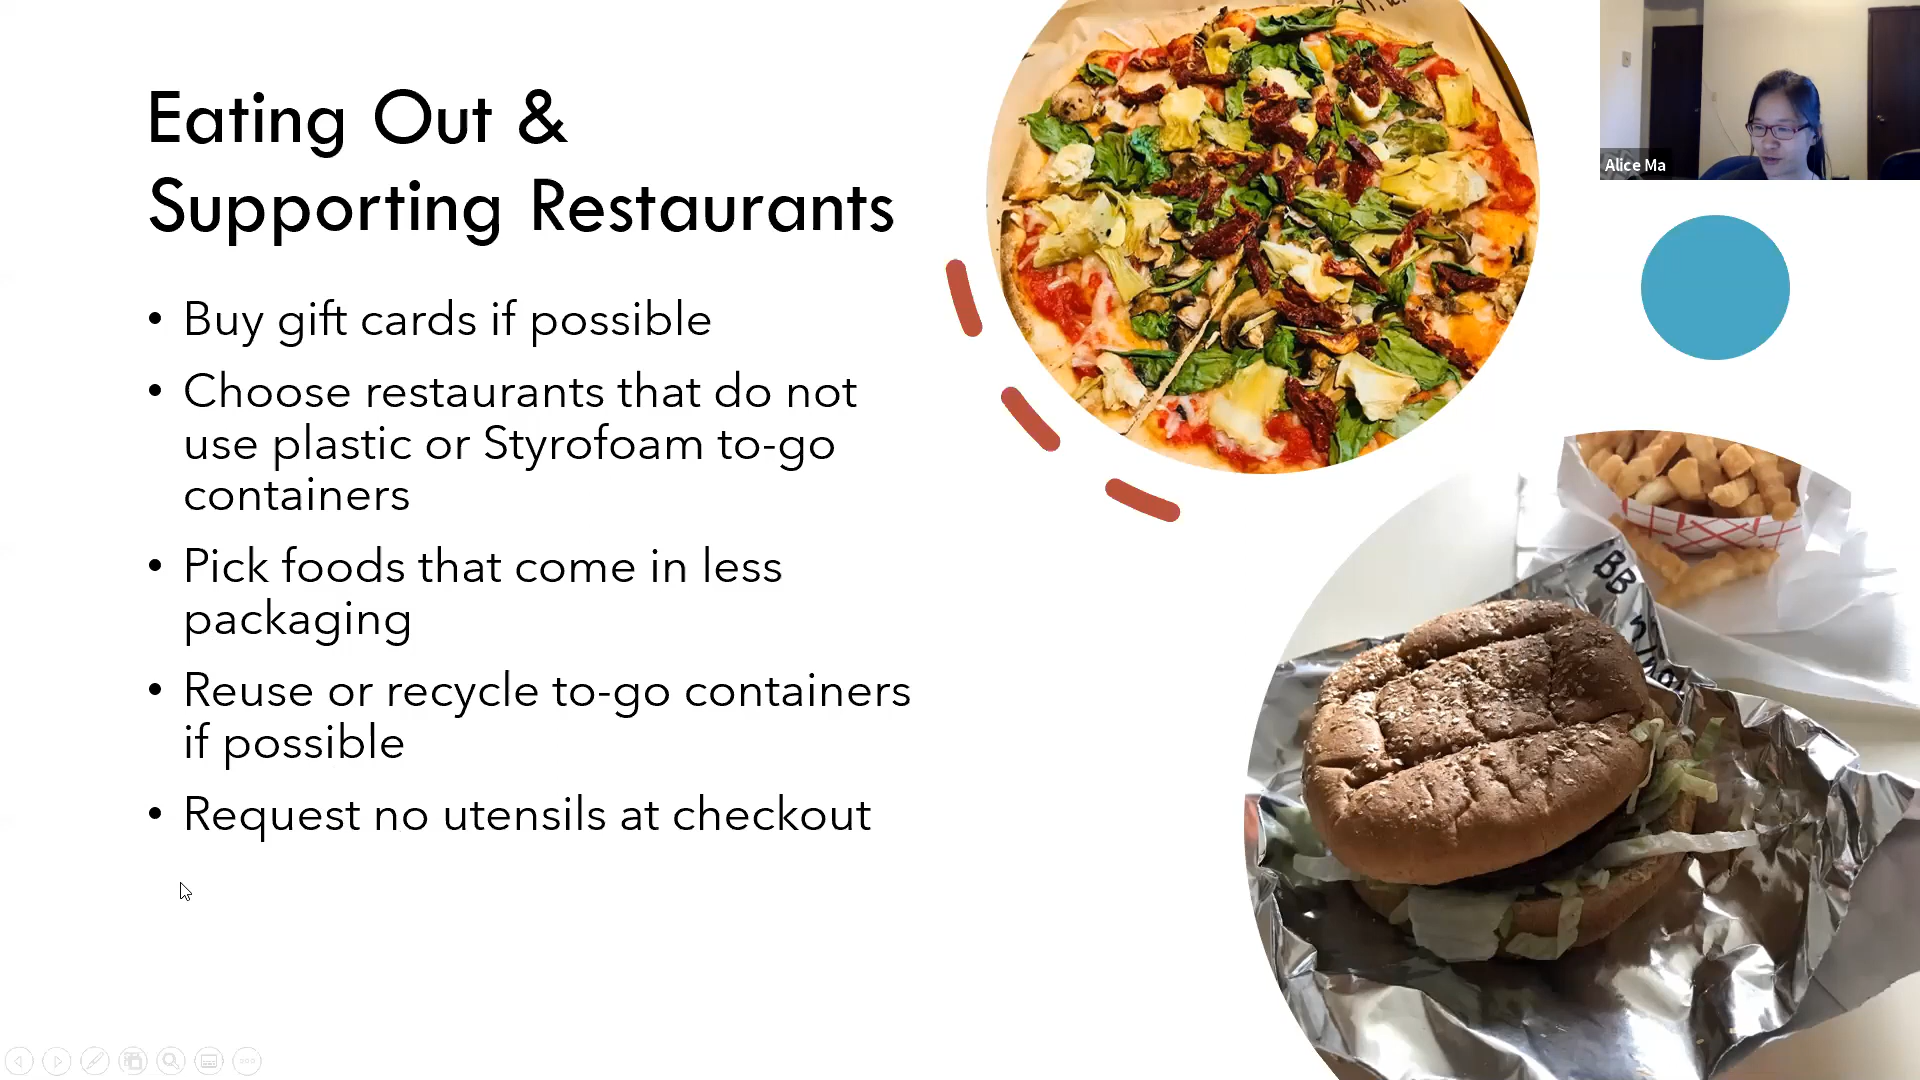 Eating Out &
Supporting Restaurants
• Buy gift cards if possible
• Choose restaurants that do not
use plastic or Styrofoam to-go
containers
• Pick foods that come in less
packaging
• Reuse or recycle to-go containers
if possible
• Request no utensils at checkout
Alice Ma
BB